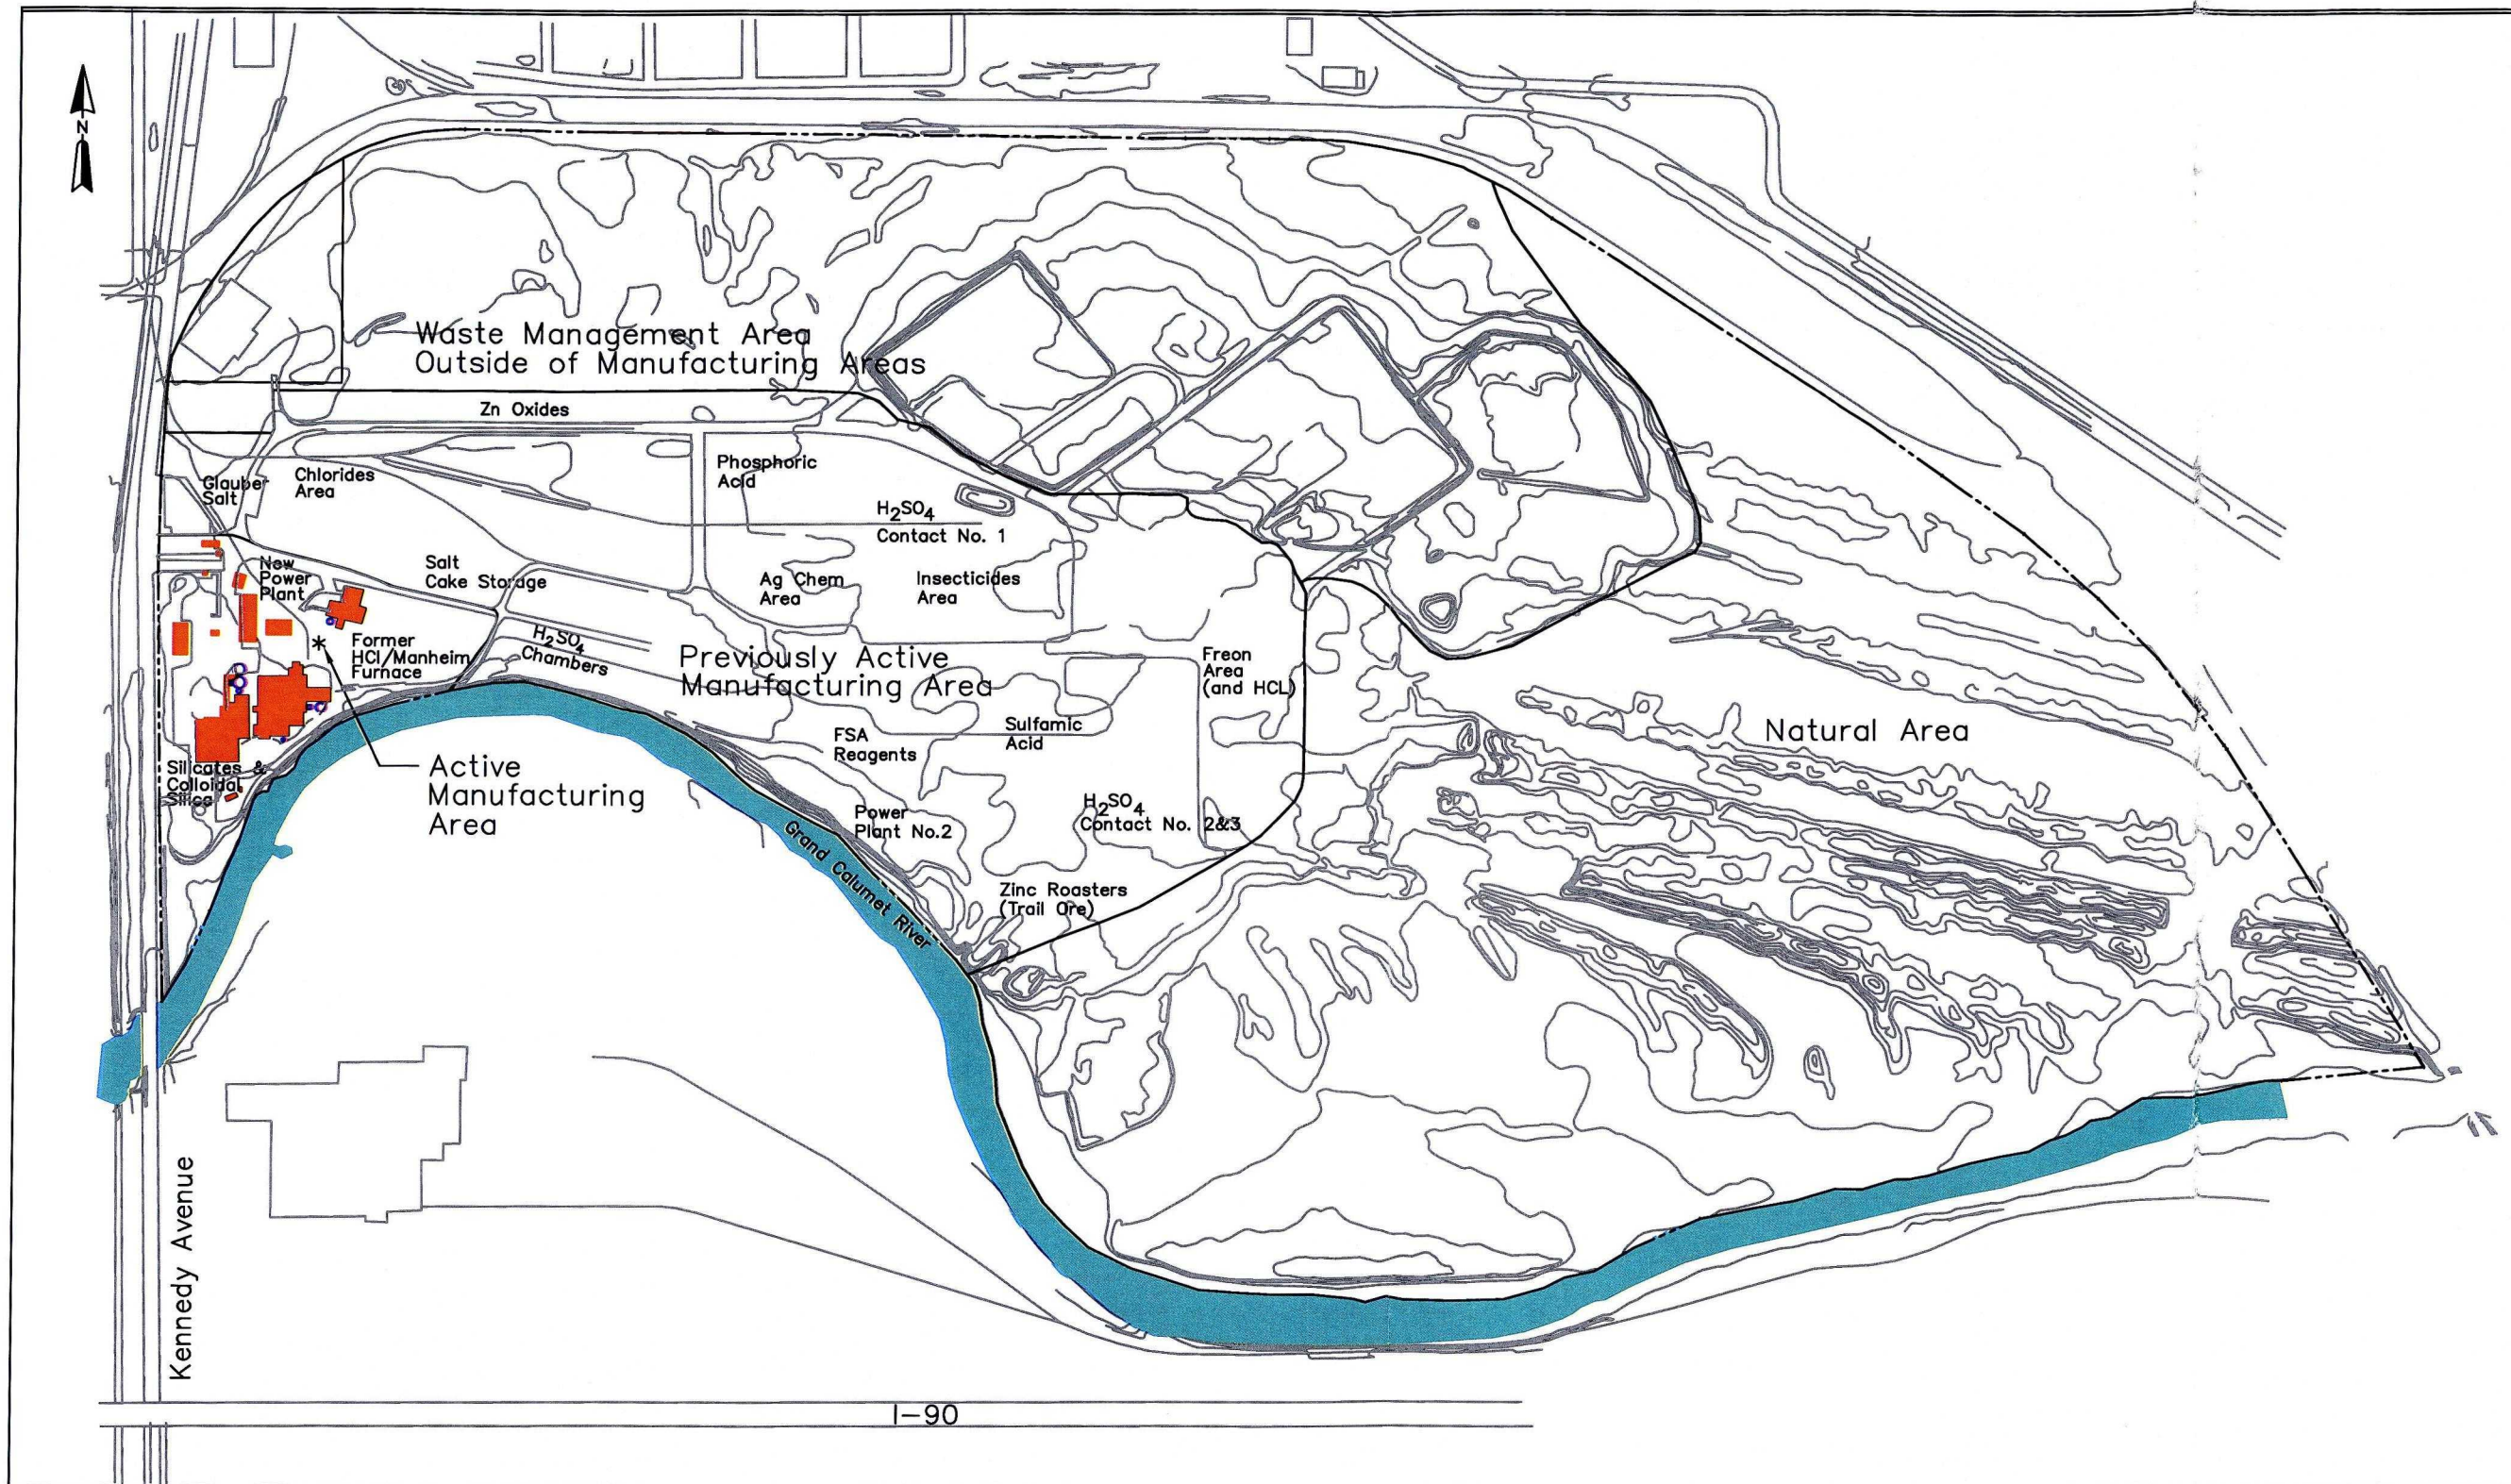 N
Waste Management Area
Outside of Manufacturing Areas
Zn Oxides
Glauber
Salt
Chlorides
Area
Phosphoric
Acid
H₂SO₄
Contact No. 1
New
Power
Plant
Salt
Cake Storage
Ag Chem
Area
Insecticides
Area
Former
HCl/Manheim
Furnace
H₂SO₄
Chambers
Previously Active
Manufacturing Area
Freon
Area
(and HCL)
FSA
Reagents
Sulfamic
Acid
Natural Area
Silicates &
Colloidal
Silica
Active
Manufacturing
Area
Power
Plant No.2
H₂SO₄
Contact No. 2&3
Grand Calumet River
Zinc Roasters
(Trail Ore)
Kennedy Avenue
I-90